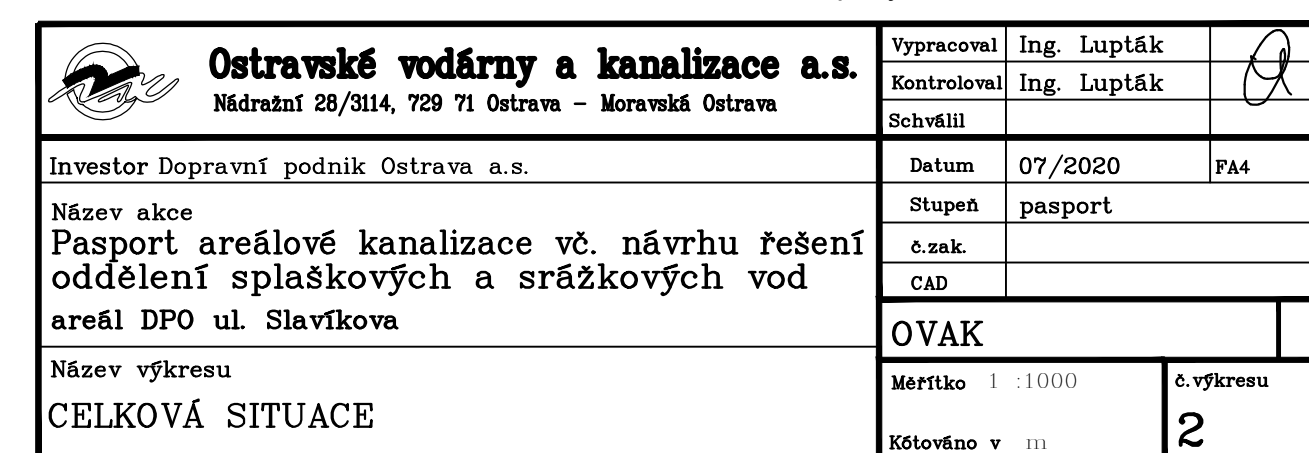 Ostravské vodárny a kanalizace a.s.
Nádražní 28/3114, 729 71 Ostrava – Moravská Ostrava
Vypracoval Ing. Lupták
Kontroloval Ing. Lupták
Schválil
Investor Dopravní podnik Ostrava a.s.
Datum 07/2020 FA4
Název akce
Pasport areálové kanalizace vč. návrhu řešení
oddělení splaškových a srážkových vod
areál DPO ul. Slavíkova
Stupeň pasport
č.zak.
CAD
OVAK
Název výkresu
CELKOVÁ SITUACE
Měřítko 1 :1000
č.výkresu
2
Kótováno v m